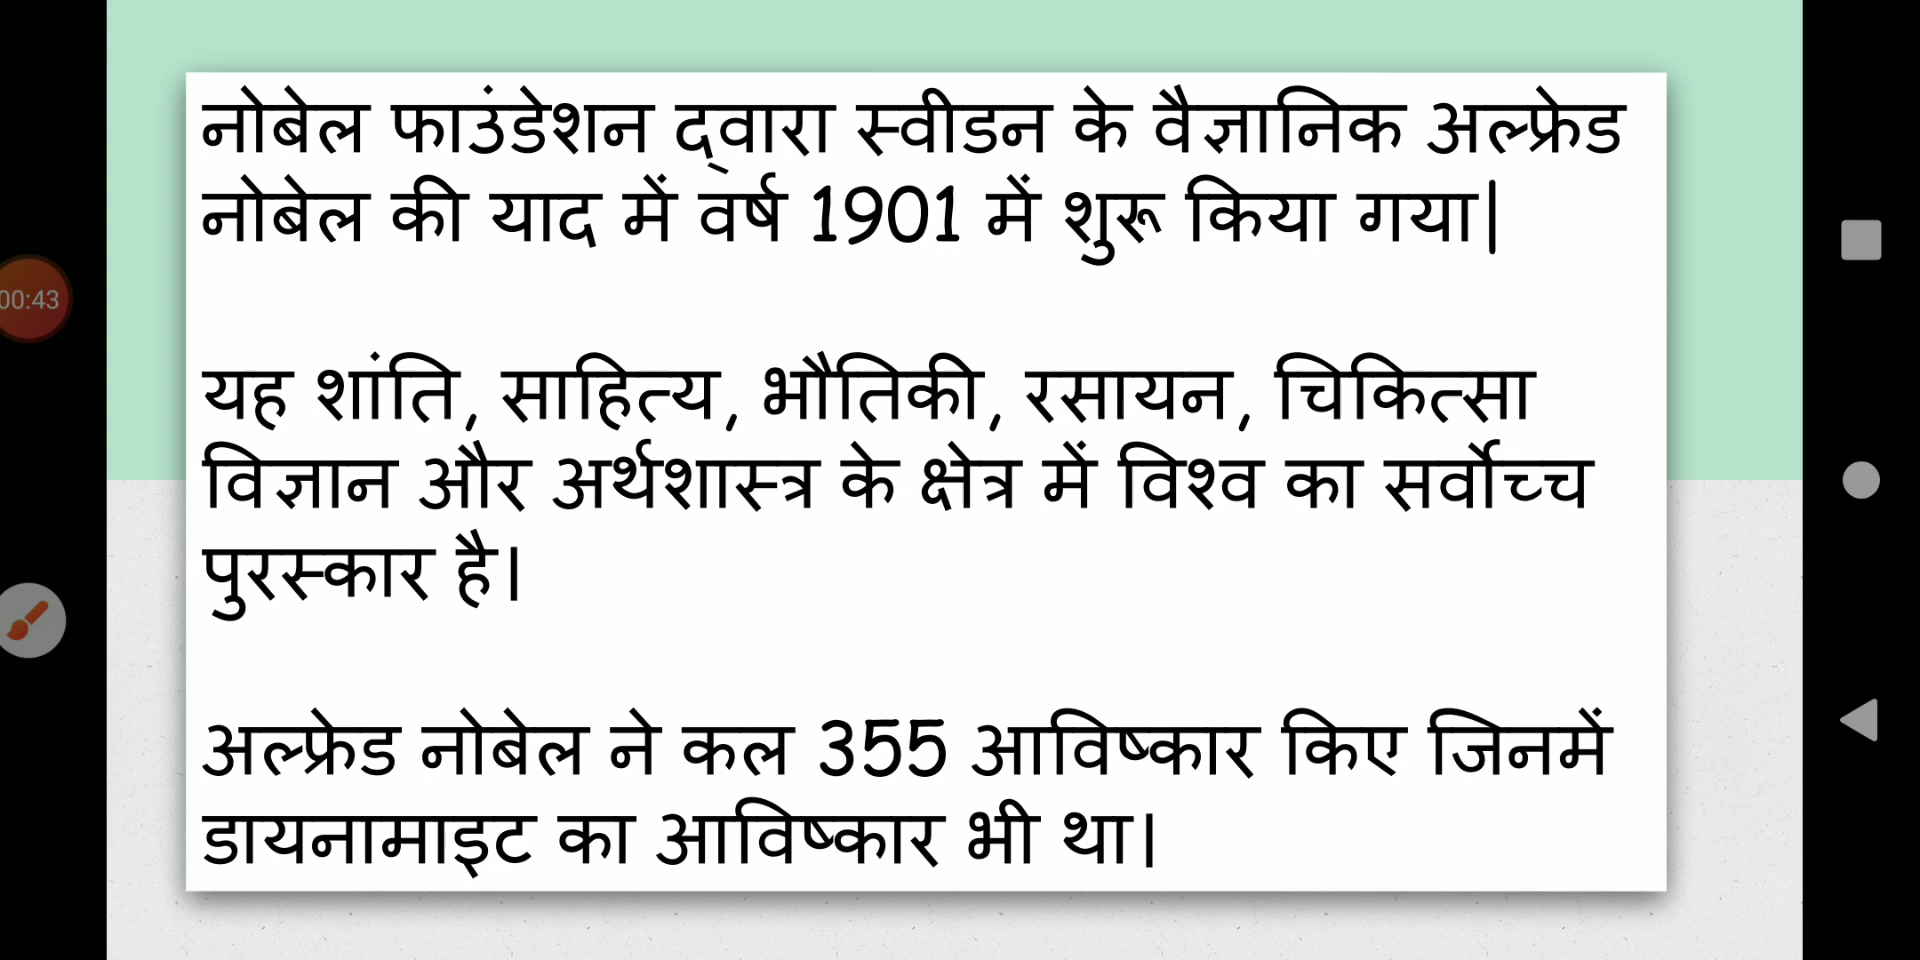 नोबेल फाउंडेशन द्वारा स्वीडन के वैज्ञानिक अल्फ्रेड
नोबेल की याद में वर्ष 1901 में शुरू किया गया|
00:43
यह शांति, साहित्य, भौतिकी, रसायन, चिकित्सा
विज्ञान और अर्थशास्त्र के क्षेत्र में विश्व का सर्वोच्च
पुरस्कार है।
अल्फ्रेड नोबेल ने कल 355 आविष्कार किए जिनमें
डायनामाइट का आविष्कार भी था।